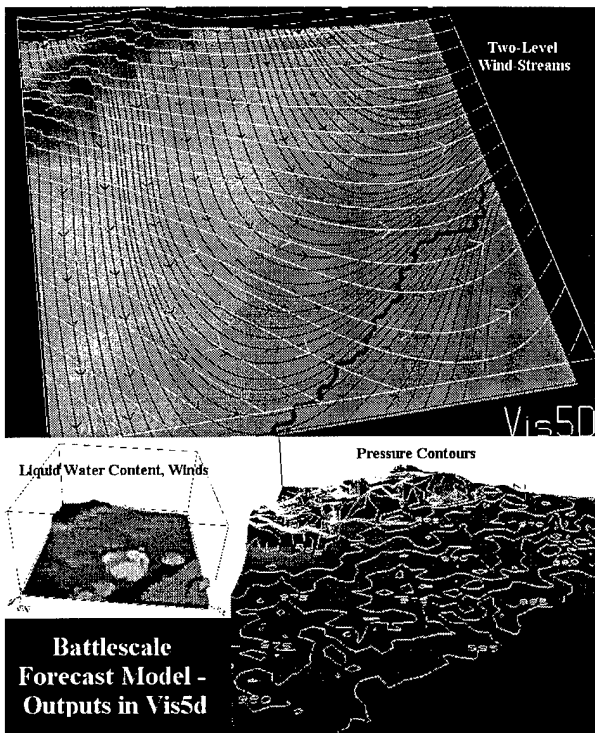 Two-Level
Wind-Streams
Vis5D
Liquid Water Content, Winds
Pressure Contours
Battlescale
Forecast Model -
Outputs in Vis5d